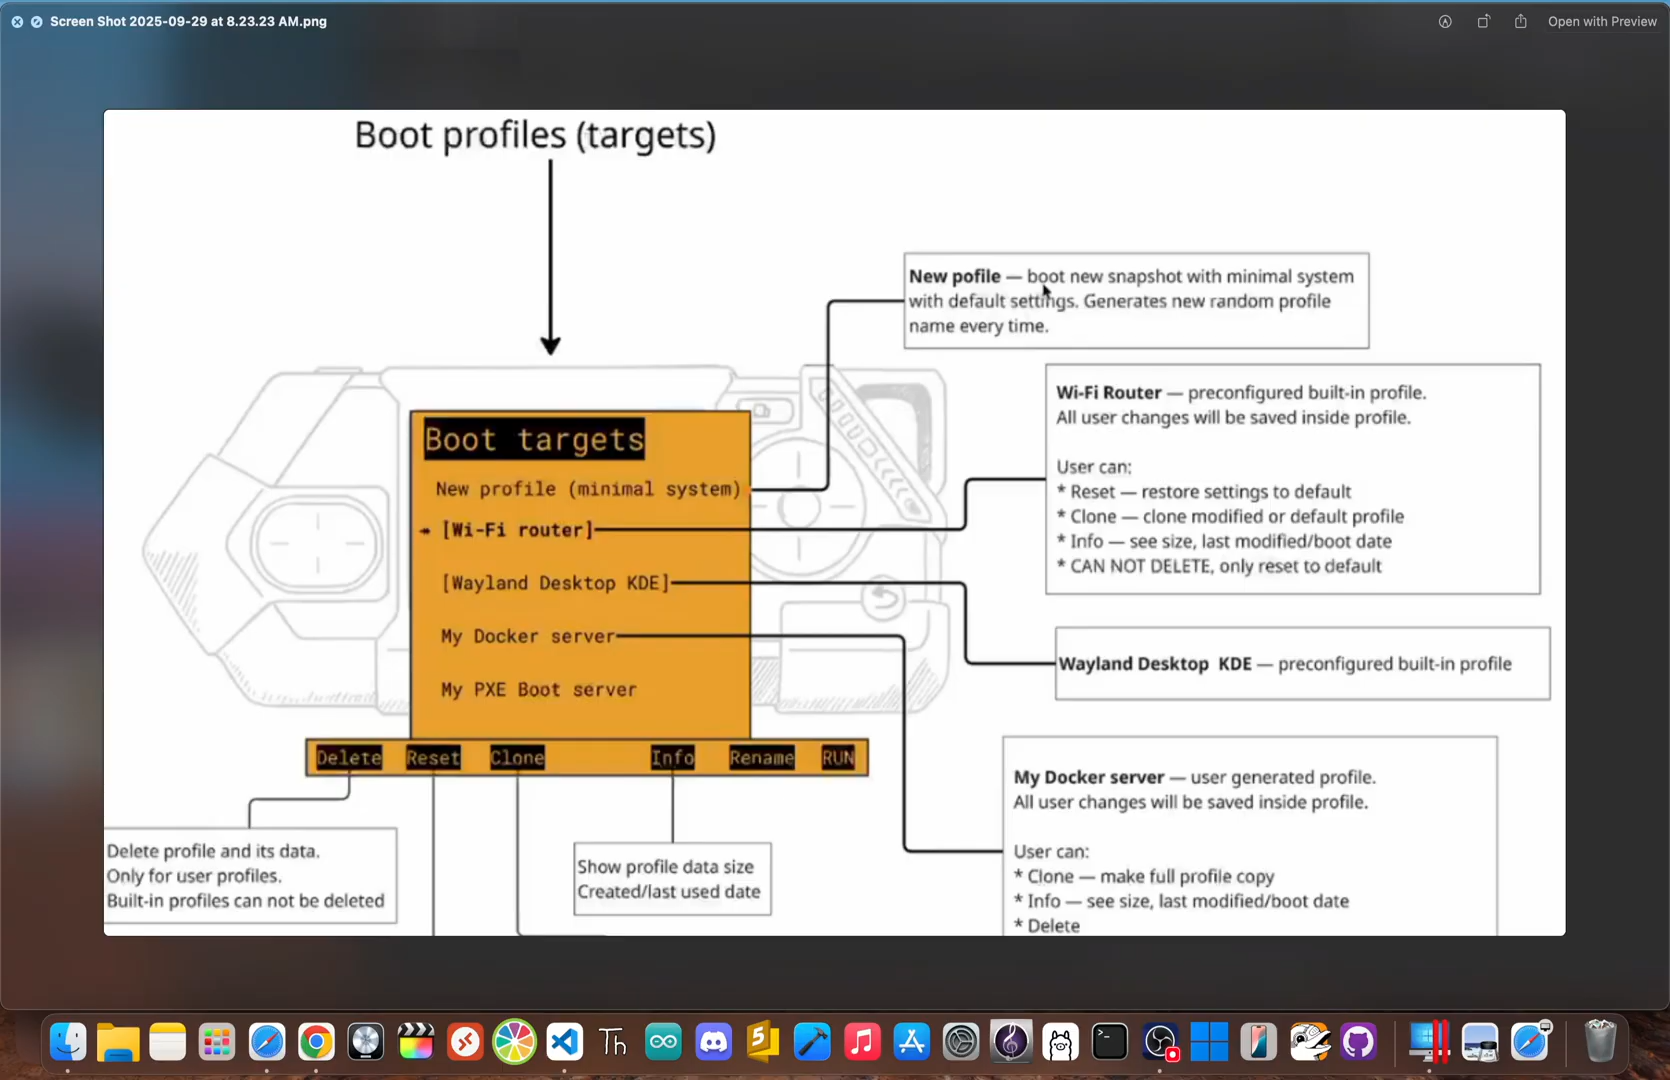 Screen Shot 2025-09-29 at 8.23.23 AM.png
Open with Preview
Boot profiles (targets)
New pofile — boot new snapshot with minimal system
with default settings. Generates new random profile
name every time.
Wi-Fi Router — preconfigured built-in profile.
All user changes will be saved inside profile.
User can:
* Reset — restore settings to default
* Clone — clone modified or default profile
* Info — see size, last modified/boot date
* CAN NOT DELETE, only reset to default
Boot targets
New profile (minimal system)
[Wi-Fi router]
[Wayland Desktop KDE]
My Docker server
My PXE Boot server
Wayland Desktop KDE — preconfigured built-in profile
Delete Reset Clone Info Rename RUN
My Docker server — user generated profile.
All user changes will be saved inside profile.
User can:
* Clone — make full profile copy
* Info — see size, last modified/boot date
* Delete
Delete profile and its data.
Only for user profiles.
Built-in profiles can not be deleted
Show profile data size
Created/last used date
Th
5